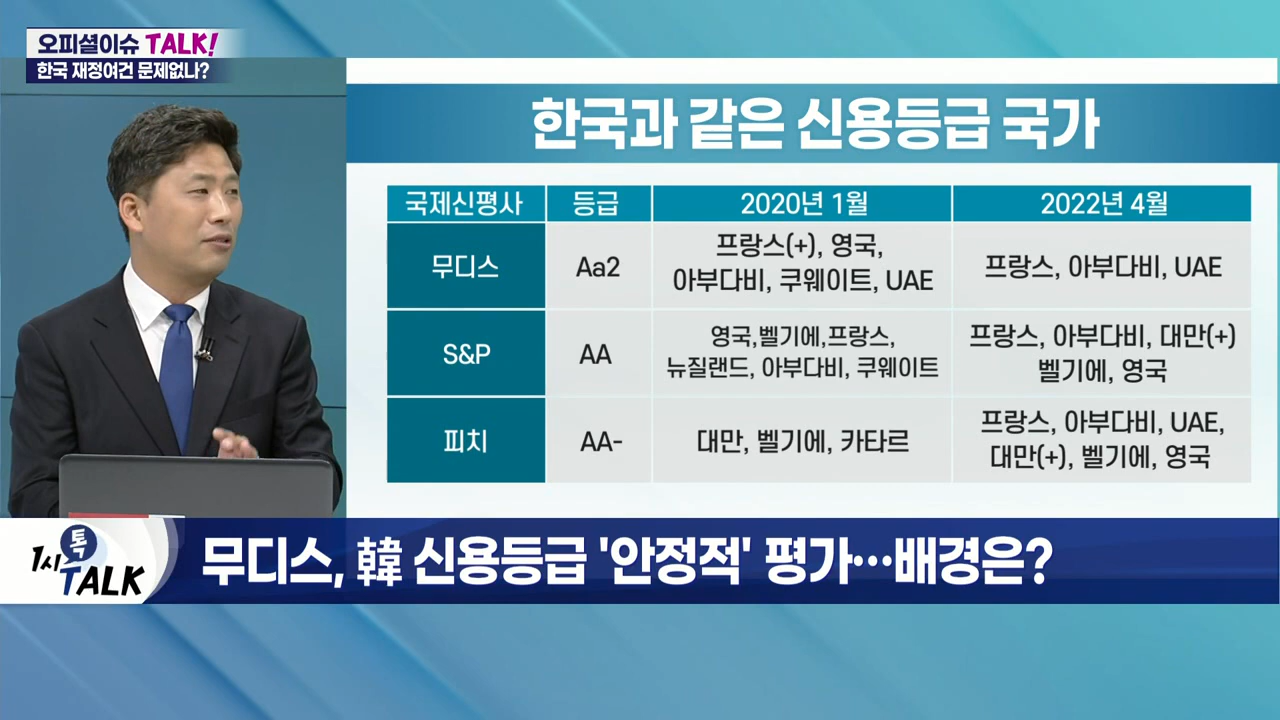 오피셜이슈 TALK!
한국 재정여건 문제없나?
한국과 같은 신용등급 국가
국제신평사 등급 2020년 1월 2022년 4월
무디스 Aa2 프랑스(+), 영국, 아부다비, 쿠웨이트, UAE 프랑스, 아부다비, UAE
S&P AA 영국,벨기에,프랑스, 뉴질랜드, 아부다비, 쿠웨이트 프랑스, 아부다비, 대만(+) 벨기에, 영국
피치 AA- 대만, 벨기에, 카타르 프랑스, 아부다비, UAE, 대만(+), 벨기에, 영국
1시 톡 TALK
무디스, 韓 신용등급 '안정적' 평가…배경은?